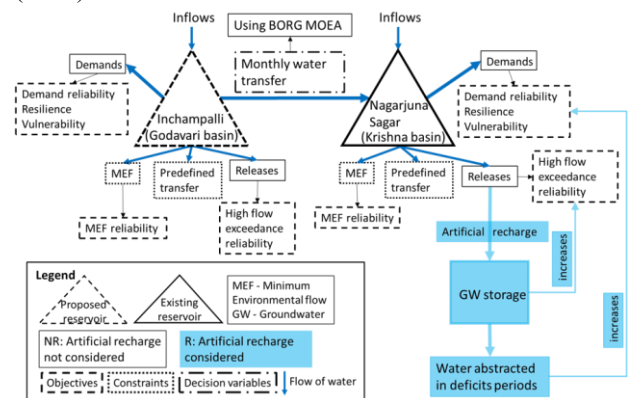 Inflows
Using BORG MOEA
Inflows
Demands
Monthly water
transfer
Demands
Demand reliability
Resilience
Vulnerability
Inchampalli
(Godavari basin)
Nagarjuna
Sagar
(Krishna basin)
Demand reliability
Resilience
Vulnerability
MEF
Predefined
transfer
Releases
MEF
Predefined
transfer
Releases
High flow
exceedance
reliability
MEF reliability
High flow
exceedance
reliability
MEF reliability
Artificial recharge
increases
GW storage
increases
Water abstracted
in deficits periods
Legend
Proposed
reservoir
Existing
reservoir
MEF - Minimum
Environmental flow
GW - Groundwater
NR: Artificial recharge
not considered
R: Artificial recharge
considered
Objectives
Constraints
Decision variables
Flow of water